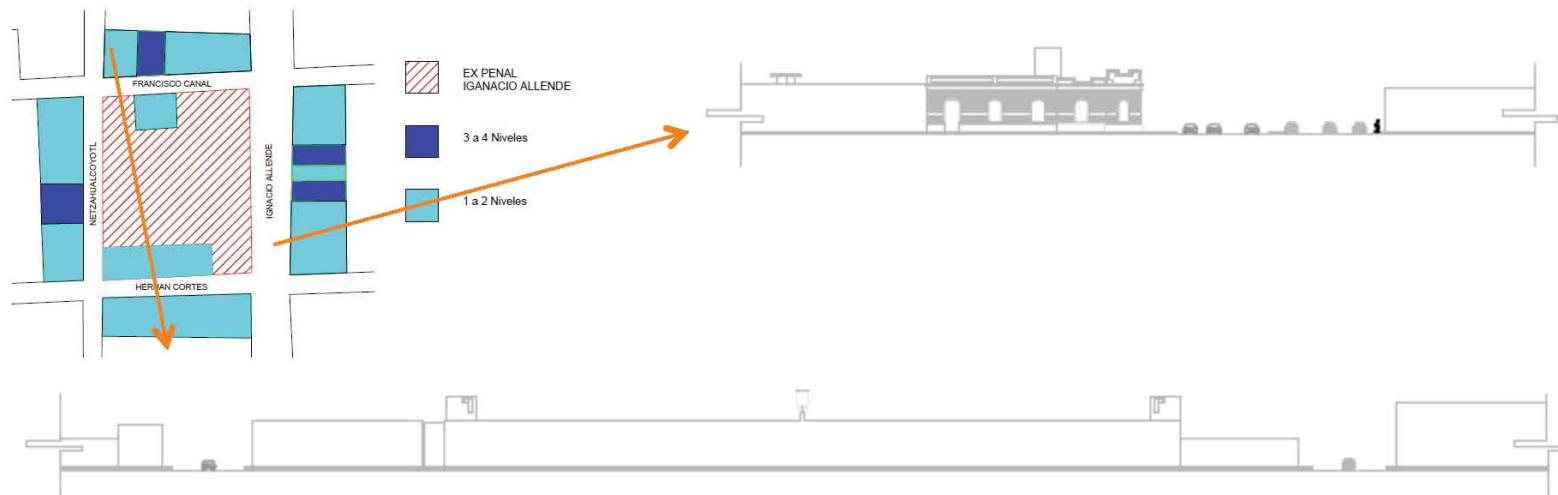 FRANCISCO CANAL
NETZAHUALCOYOTL
IGNACIO ALLENDE
HERNAN CORTES
EX PENAL
IGANACIO ALLENDE
3 a 4 Niveles
1 a 2 Niveles